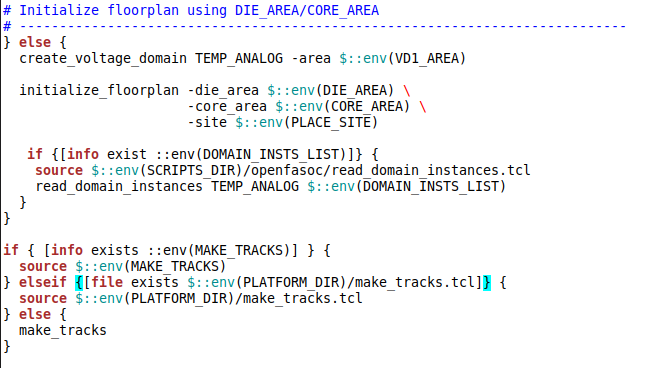 # Initialize floorplan using DIE_AREA/CORE_AREA
# ----------------------------------------------------------------------------
} else {
  create_voltage_domain TEMP_ANALOG -area $::env(VD1_AREA)

  initialize_floorplan -die_area $::env(DIE_AREA) \
                       -core_area $::env(CORE_AREA) \
                       -site $::env(PLACE_SITE)

   if {[info exist ::env(DOMAIN_INSTS_LIST)]} {
    source $::env(SCRIPTS_DIR)/openfasoc/read_domain_instances.tcl
    read_domain_instances TEMP_ANALOG $::env(DOMAIN_INSTS_LIST)
  }
}

if { [info exists ::env(MAKE_TRACKS)] } {
  source $::env(MAKE_TRACKS)
} elseif {[file exists $::env(PLATFORM_DIR)/make_tracks.tcl]} {
  source $::env(PLATFORM_DIR)/make_tracks.tcl
} else {
  make_tracks
}